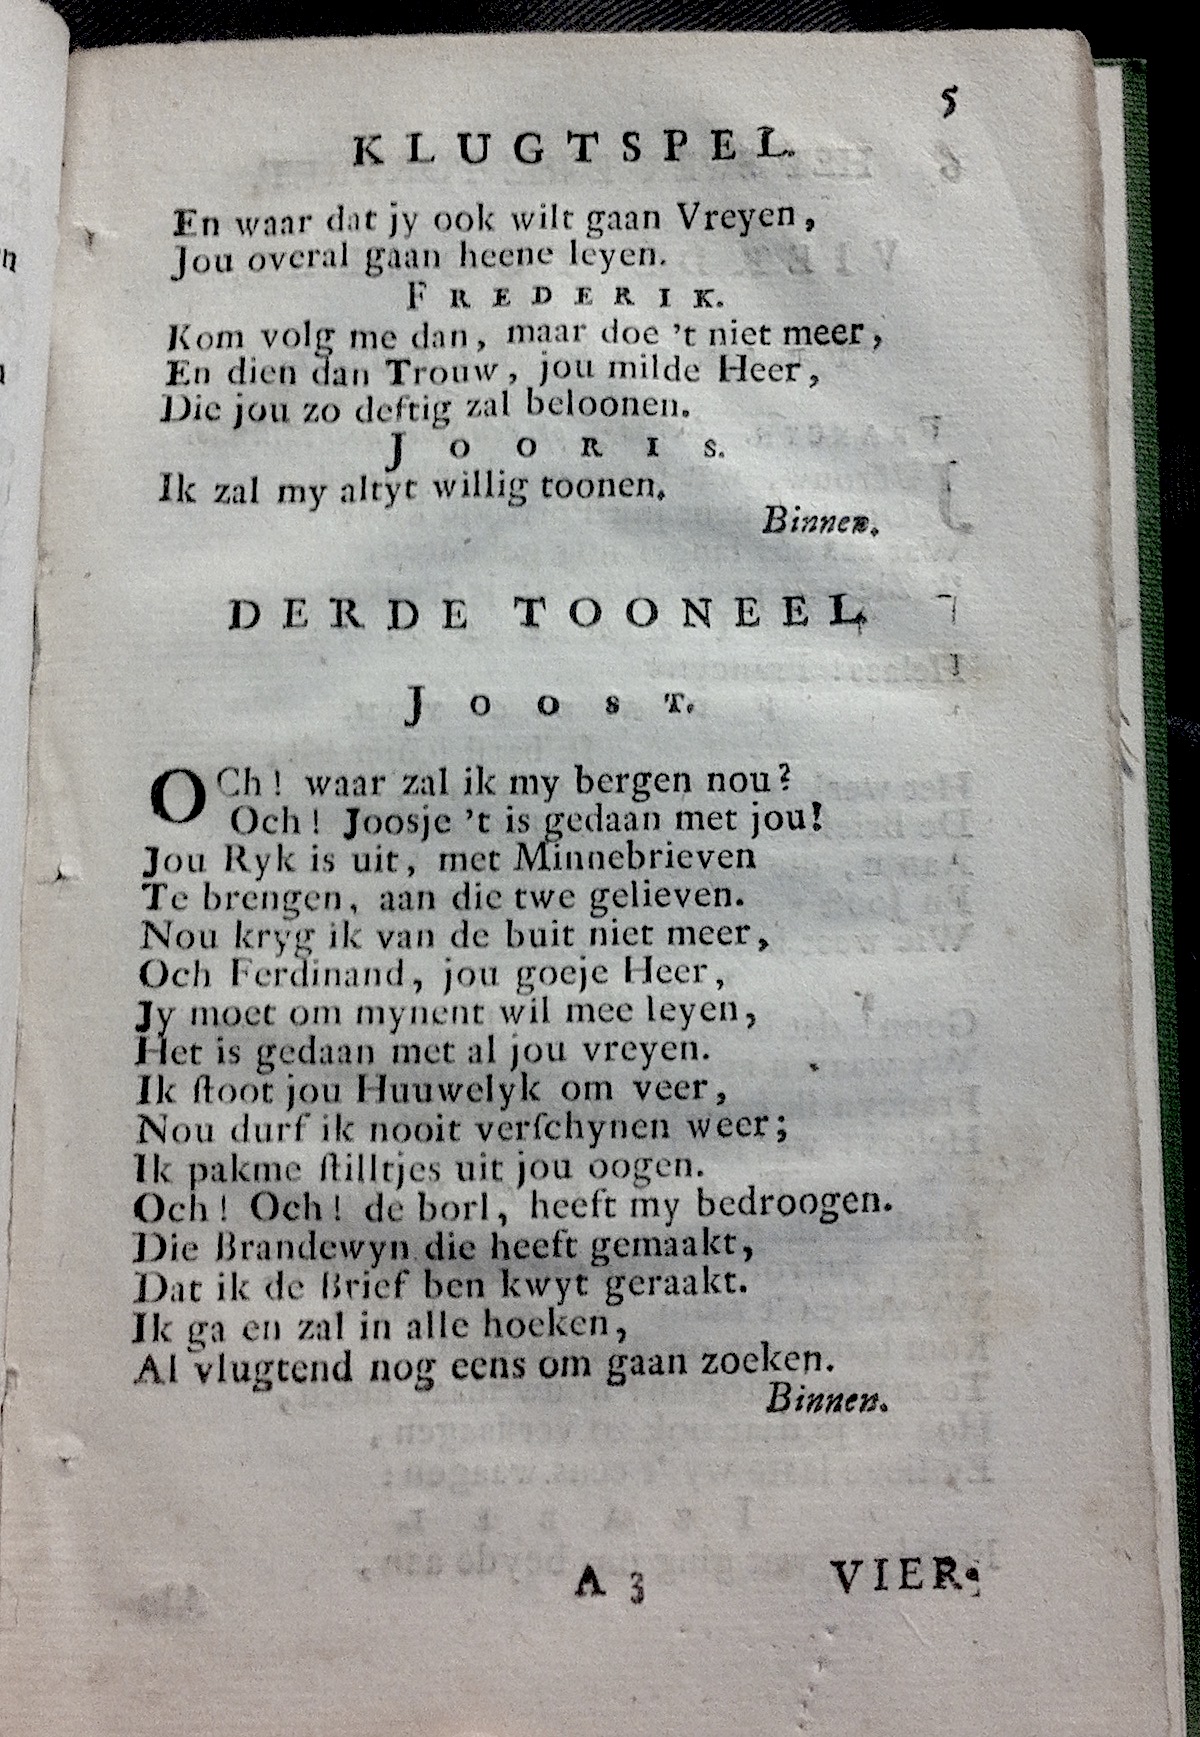 5
KLUGTSPEL.
En waar dat jy ook wilt gaan Vreyen,
Jou overal gaan heene leyen.
FREDERIK.
Kom volg me dan, maar doe 't niet meer,
En dien dan Trouw, jou milde Heer,
Die jou zo deftig zal beloonen.
JOORIS.
Ik zal my altyt willig toonen.
Binnen.
DERDE TOONEEL
JOOST.
OCh! waar zal ik my bergen nou?
Och! Joosje 't is gedaan met jou!
Jou Ryk is uit, met Minnebrieven
Te brengen, aan die twe gelieven.
Nou kryg ik van de buit niet meer,
Och Ferdinand, jou goeje Heer,
Jy moet om mynent wil mee leyen,
Het is gedaan met al jou vreyen.
Ik ſtoot jou Huuwelyk om veer,
Nou durf ik nooit verſchynen weer;
Ik pakme ſtilltjes uit jou oogen.
Och! Och! de borl, heeft my bedroogen.
Die Brandewyn die heeft gemaakt,
Dat ik de Brief ben kwyt geraakt.
Ik ga en zal in alle hoeken,
Al vlugtend nog eens om gaan zoeken.
Binnen.
A 3 VIER-